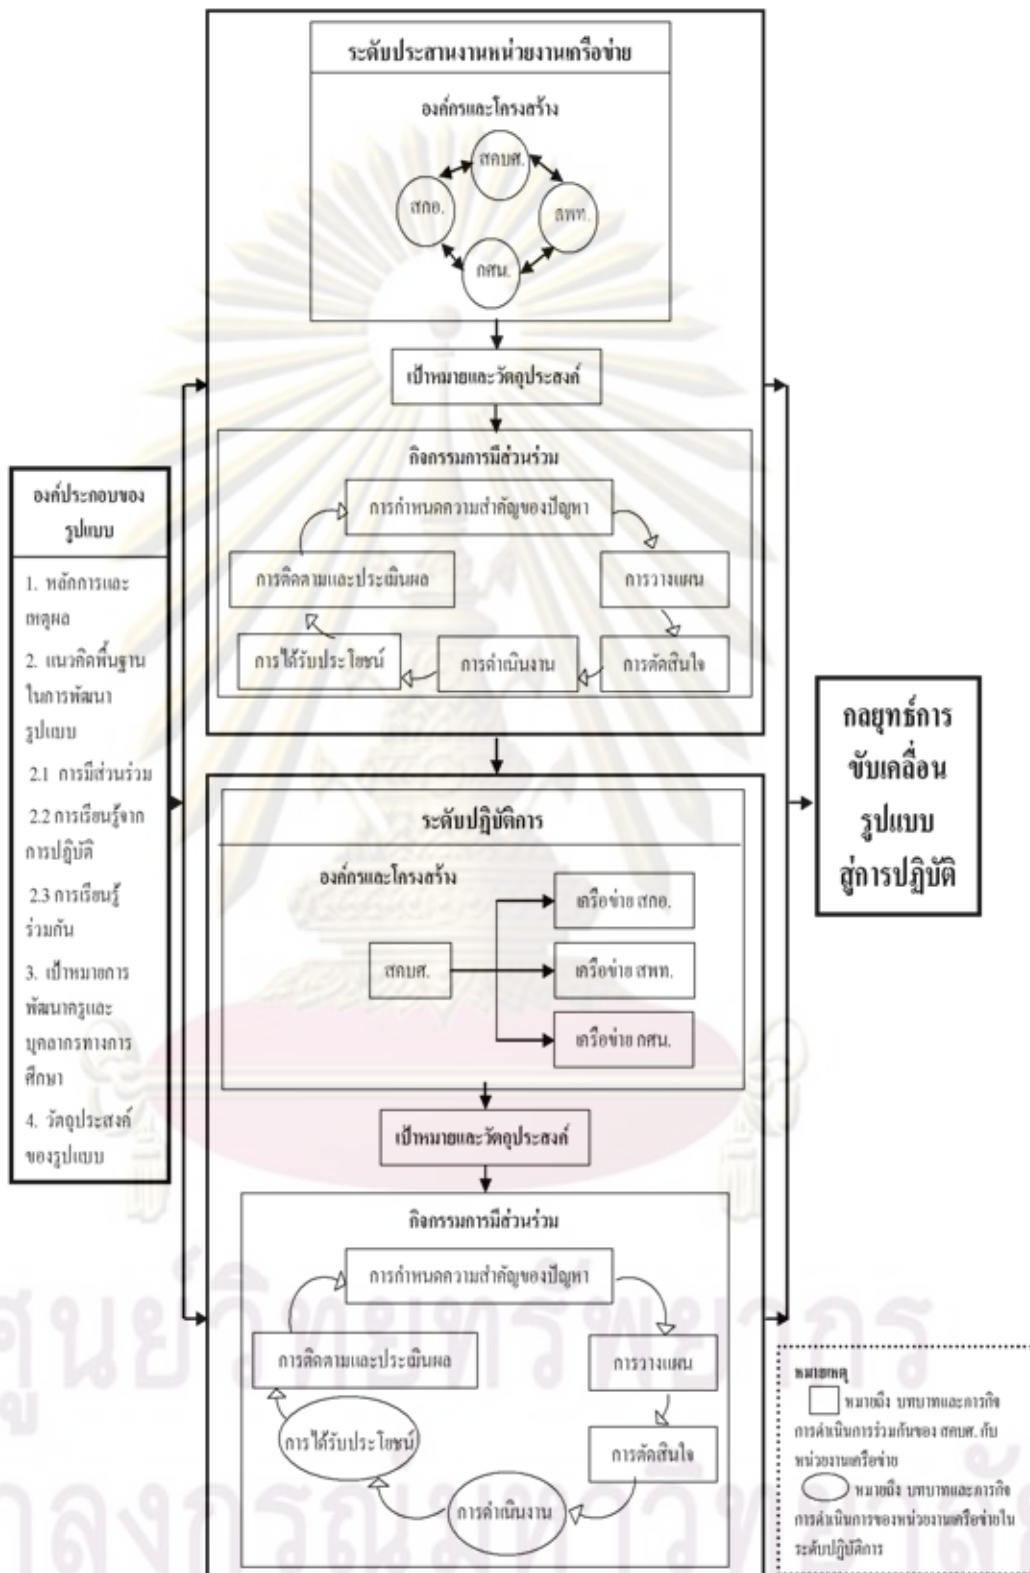 ระดับประสานงานหน่วยงานเครือข่าย
องค์กรและโครงสร้าง
สคบศ.
สกอ.
สพท.
กศน.
เป้าหมายและวัตถุประสงค์
กิจกรรมการมีส่วนร่วม
การกำหนดความสำคัญของปัญหา
การติดตามและประเมินผล
การวางแผน
การได้รับประโยชน์
การดำเนินงาน
การตัดสินใจ
องค์ประกอบของ
รูปแบบ
1. หลักการและ
เหตุผล
2. แนวคิดพื้นฐาน
ในการพัฒนา
รูปแบบ
2.1 การมีส่วนร่วม
2.2 การเรียนรู้จาก
การปฏิบัติ
2.3 การเรียนรู้
ร่วมกัน
3. เป้าหมายการ
พัฒนาครูและ
บุคลากรทางการ
ศึกษา
4. วัตถุประสงค์
ของรูปแบบ
ระดับปฏิบัติการ
องค์กรและโครงสร้าง
สคบศ.
เครือข่าย สกอ.
เครือข่าย สพท.
เครือข่าย กศน.
เป้าหมายและวัตถุประสงค์
กิจกรรมการมีส่วนร่วม
การกำหนดความสำคัญของปัญหา
การติดตามและประเมินผล
การวางแผน
การได้รับประโยชน์
การตัดสินใจ
การดำเนินงาน
กลยุทธ์การ
ขับเคลื่อน
รูปแบบ
สู่การปฏิบัติ
หมายเหตุ
หมายถึง บทบาทและภารกิจ
การดำเนินการร่วมกันของ สคบศ. กับ
หน่วยงานเครือข่าย
หมายถึง บทบาทและภารกิจ
การดำเนินการของหน่วยงานเครือข่ายใน
ระดับปฏิบัติการ
ศูนย์วิทยทรัพยากร
าลงกรณ์มหาวิทยาลัย